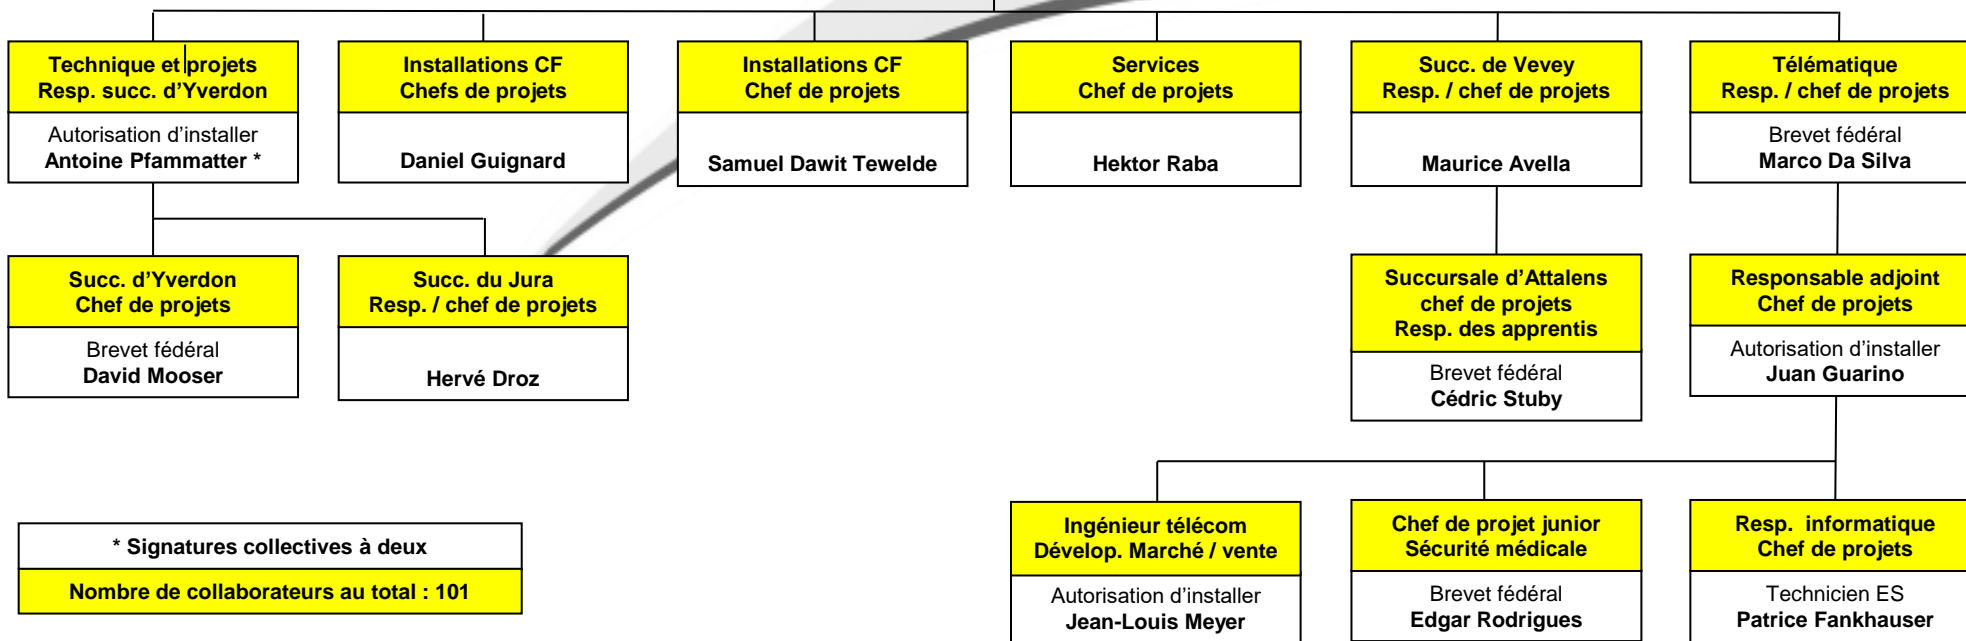 Technique et projets
Resp. succ. d’Yverdon
Autorisation d’installer
Antoine Pfammatter *
Installations CF
Chefs de projets
Daniel Guignard
Installations CF
Chef de projets
Samuel Dawit Tewelde
Services
Chef de projets
Hektor Raba
Succ. de Vevey
Resp. / chef de projets
Maurice Avella
Télématique
Resp. / chef de projets
Brevet fédéral
Marco Da Silva
Succ. d’Yverdon
Chef de projets
Brevet fédéral
David Mooser
Succ. du Jura
Resp. / chef de projets
Hervé Droz
Succursale d’Attalens
chef de projets
Resp. des apprentis
Brevet fédéral
Cédric Stuby
Responsable adjoint
Chef de projets
Autorisation d’installer
Juan Guarino
Ingénieur télécom
Dévelop. Marché / vente
Autorisation d’installer
Jean-Louis Meyer
Chef de projet junior
Sécurité médicale
Brevet fédéral
Edgar Rodrigues
Resp. informatique
Chef de projets
Technicien ES
Patrice Fankhauser
* Signatures collectives à deux
Nombre de collaborateurs au total : 101